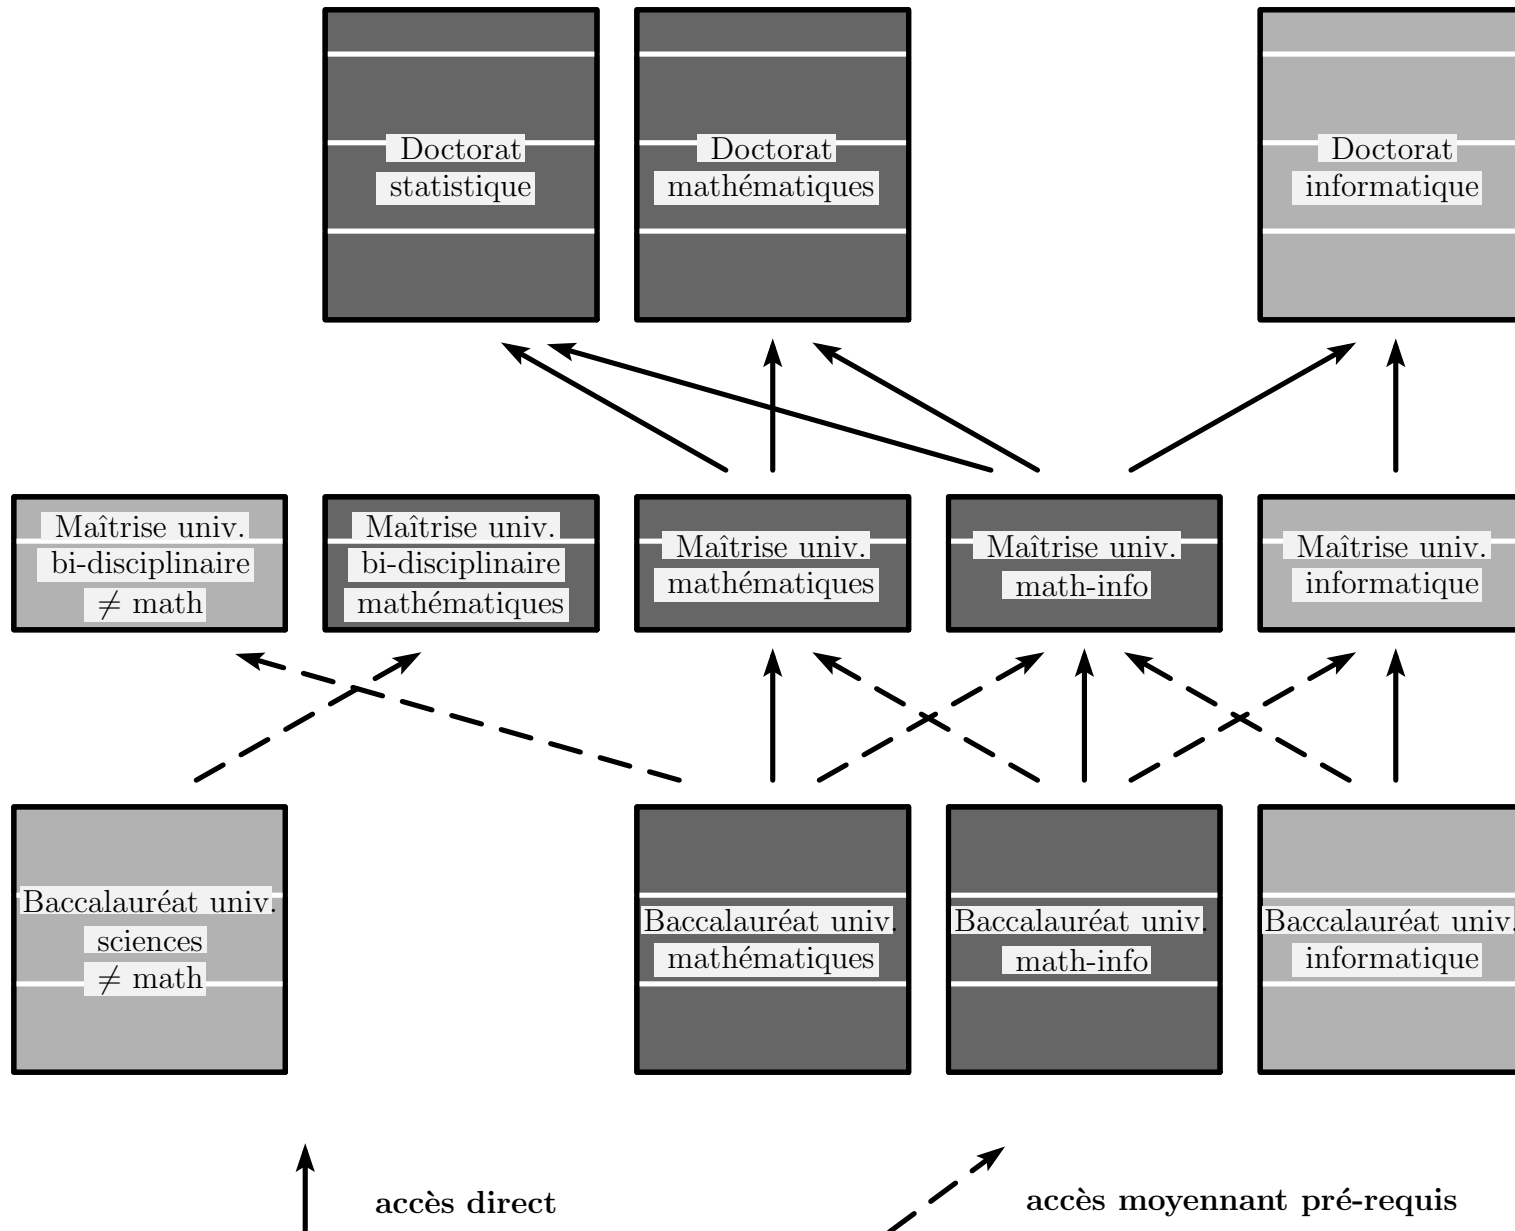 Doctorat
statistique
Doctorat
mathématiques
Doctorat
informatique
Maîtrise univ.
bi-disciplinaire
≠ math
Maîtrise univ.
bi-disciplinaire
mathématiques
Maîtrise univ.
mathématiques
Maîtrise univ.
math-info
Maîtrise univ.
informatique
Baccalauréat univ.
sciences
≠ math
Baccalauréat univ.
mathématiques
Baccalauréat univ.
math-info
Baccalauréat univ.
informatique
accès direct
accès moyennant pré-requis